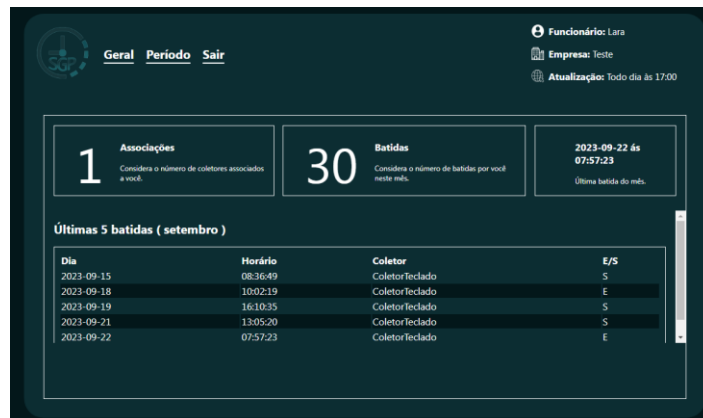 SGP
Geral Período Sair
Funcionário: Lara
Empresa: Teste
Atualização: Todo dia às 17:00
1
Associações
Considera o número de coletores associados
a você.
30
Batidas
Considera o número de batidas por você
neste mês.
2023-09-22 ás
07:57:23
Última batida do mês.
Últimas 5 batidas ( setembro )
Dia Horário Coletor E/S
2023-09-15 08:36:49 ColetorTeclado S
2023-09-18 10:02:19 ColetorTeclado E
2023-09-19 16:10:35 ColetorTeclado S
2023-09-21 13:05:20 ColetorTeclado S
2023-09-22 07:57:23 ColetorTeclado E